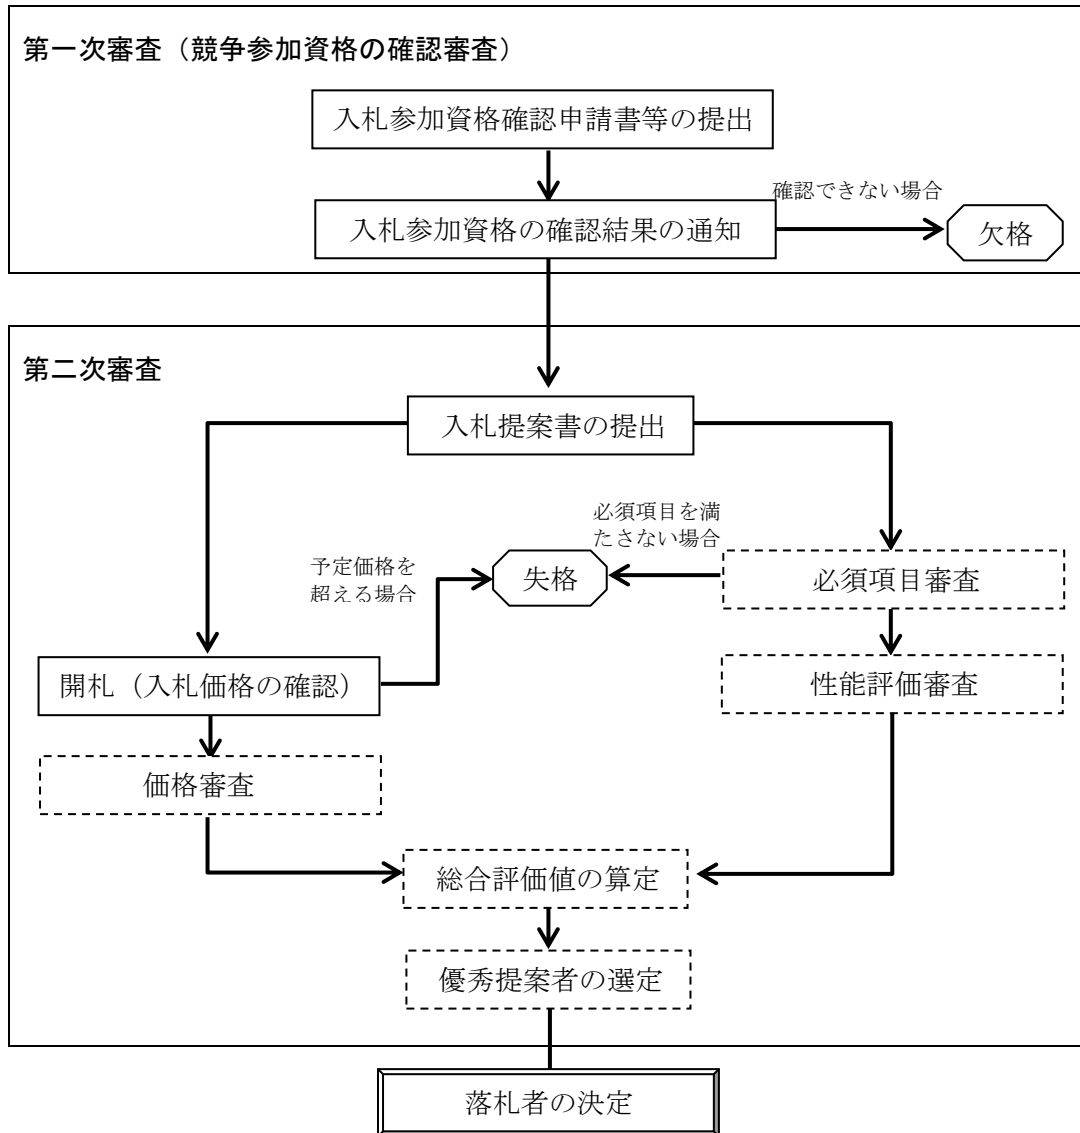 第一次審査（競争参加資格の確認審査）
入札参加資格確認申請書等の提出
確認できない場合
入札参加資格の確認結果の通知
欠格
第二次審査
入札提案書の提出
必須項目を満
たさない場合
予定価格を
超える場合
失格
必須項目審査
開札（入札価格の確認）
性能評価審査
価格審査
総合評価値の算定
優秀提案者の選定
落札者の決定